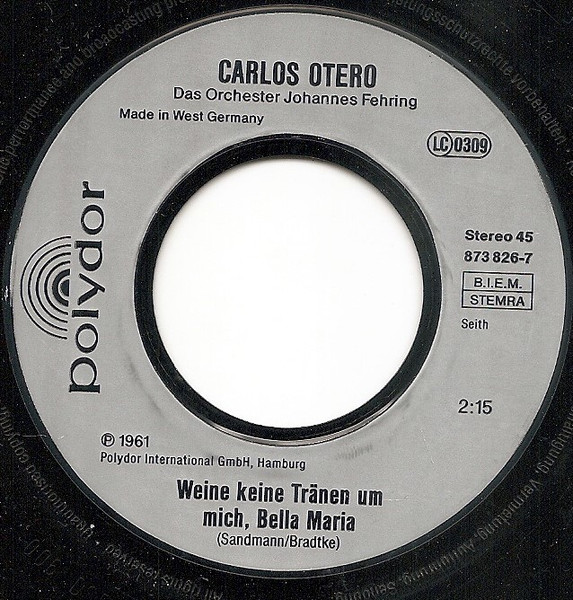 CARLOS OTERO
Das Orchester Johannes Fehring
Made in West Germany
LC 0309
polydor
Stereo 45
873 826-7
B.I.E.M.
STEMRA
Seith
2:15
Ⓟ 1961
Polydor International GmbH, Hamburg
Weine keine Tränen um
mich, Bella Maria
(Sandmann/Bradtke)